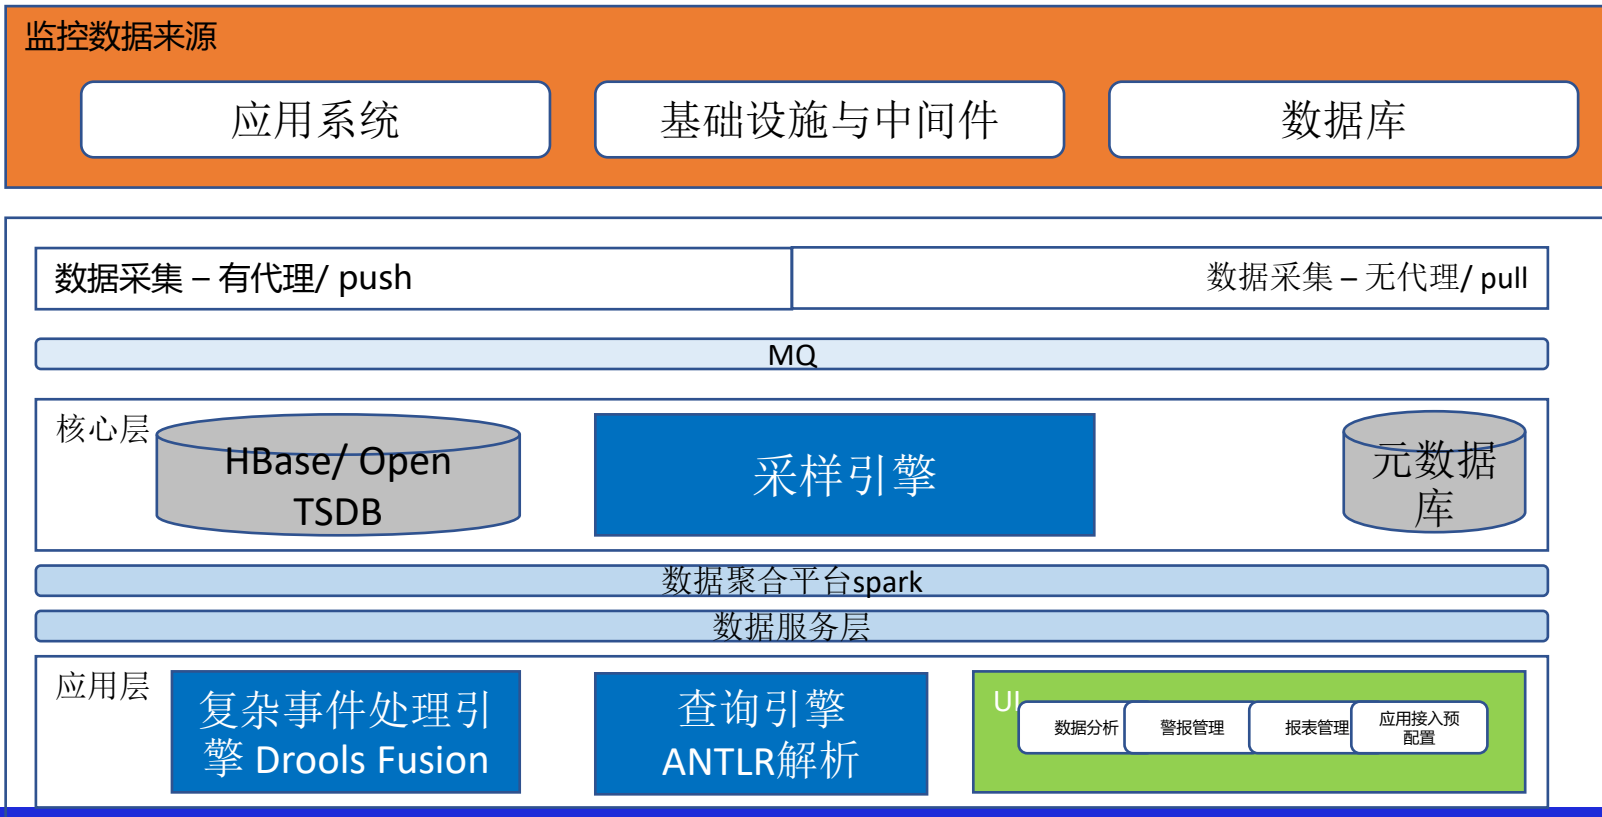 监控数据来源
应用系统
基础设施与中间件
数据库
数据采集 – 有代理/ push
数据采集 – 无代理/ pull
MQ
核心层
HBase/ Open
TSDB
采样引擎
元数据
库
数据聚合平台spark
数据服务层
应用层
复杂事件处理引
擎 Drools Fusion
查询引擎
ANTLR解析
UI
数据分析
警报管理
报表管理
应用接入预
配置